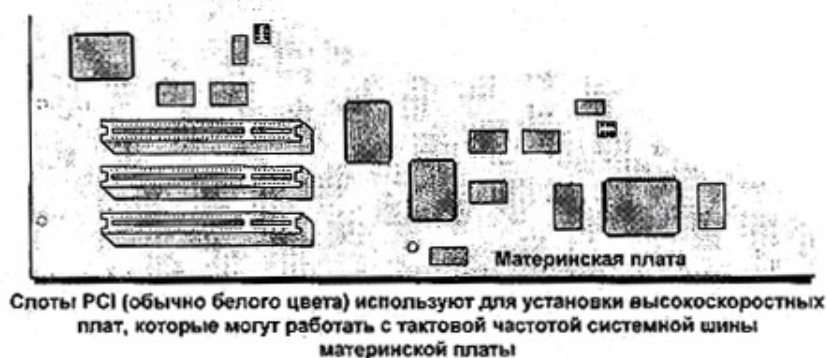 Материнская плата
Слоты PCI (обычно белого цвета) используют для установки высокоскоростных
плат, которые могут работать с тактовой частотой системной шины
материнской платы